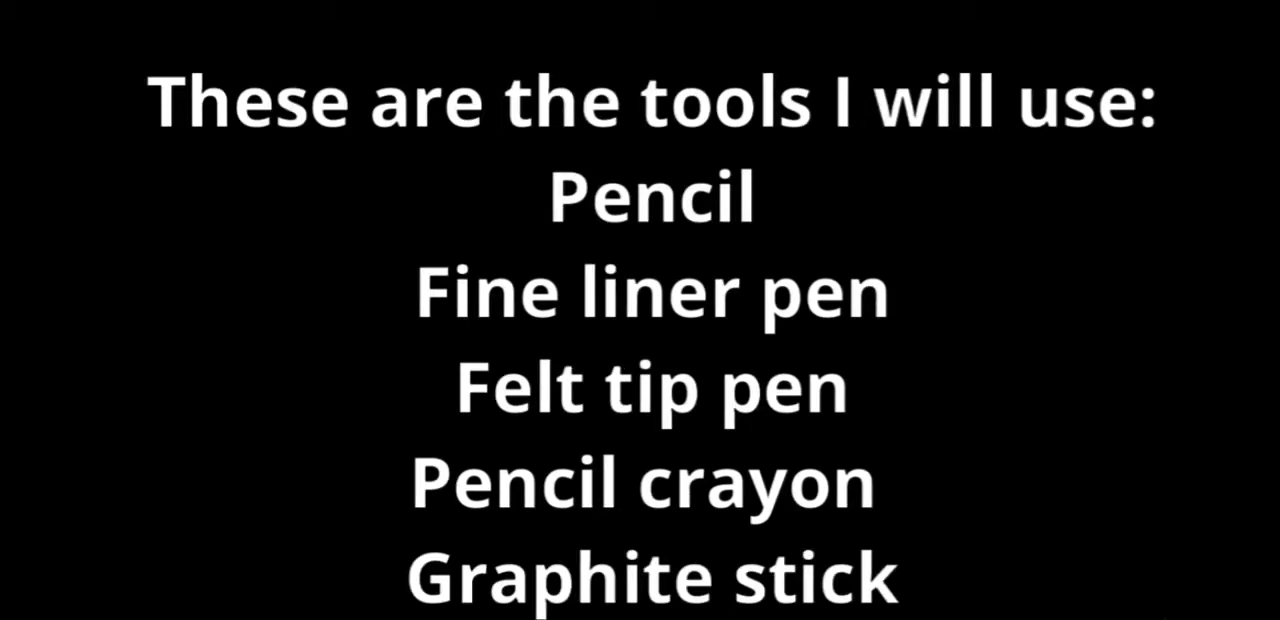 These are the tools I will use:
Pencil
Fine liner pen
Felt tip pen
Pencil crayon
Graphite stick